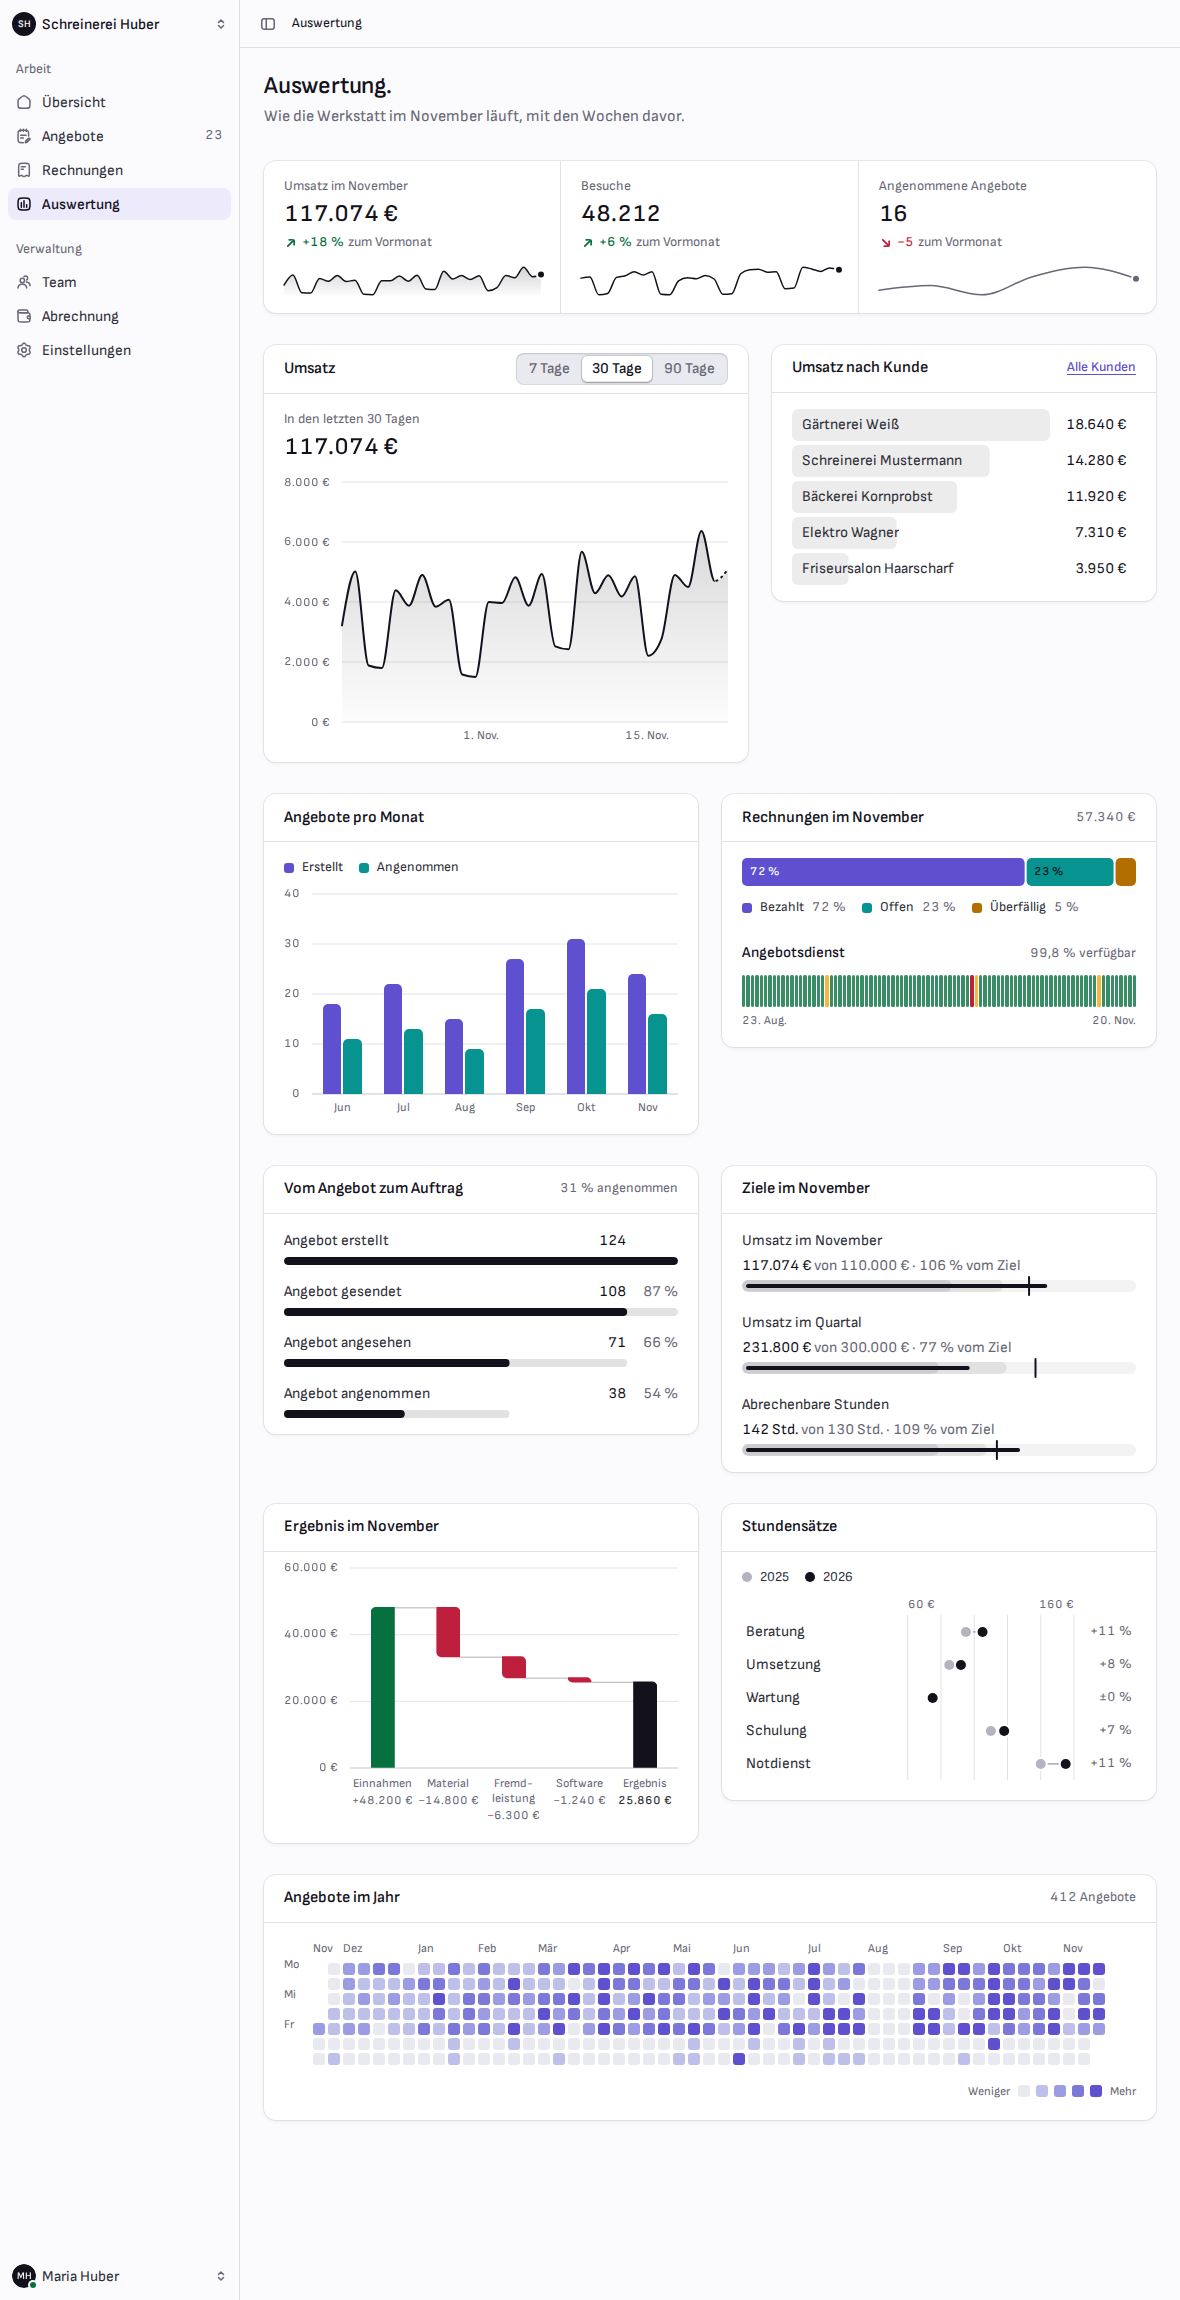 SH Schreinerei Huber
Arbeit
Übersicht
Angebote 23
Rechnungen
Auswertung
Verwaltung
Team
Abrechnung
Einstellungen
MH Maria Huber
Auswertung
Auswertung.
Wie die Werkstatt im November läuft, mit den Wochen davor.
Umsatz im November
117.074 €
+18 % zum Vormonat
Besuche
48.212
+6 % zum Vormonat
Angenommene Angebote
16
−5 zum Vormonat
Umsatz
7 Tage 30 Tage 90 Tage
In den letzten 30 Tagen
117.074 €
8.000 €
6.000 €
4.000 €
2.000 €
0 €
1. Nov. 15. Nov.
Umsatz nach Kunde Alle Kunden
Gärtnerei Weiß 18.640 €
Schreinerei Mustermann 14.280 €
Bäckerei Kornprobst 11.920 €
Elektro Wagner 7.310 €
Friseursalon Haarscharf 3.950 €
Angebote pro Monat
Erstellt Angenommen
40
30
20
10
0
Jun Jul Aug Sep Okt Nov
Rechnungen im November 57.340 €
72 % 23 %
Bezahlt 72 % Offen 23 % Überfällig 5 %
Angebotsdienst 99,8 % verfügbar
23. Aug. 20. Nov.
Vom Angebot zum Auftrag 31 % angenommen
Angebot erstellt 124
Angebot gesendet 108 87 %
Angebot angesehen 71 66 %
Angebot angenommen 38 54 %
Ziele im November
Umsatz im November
117.074 € von 110.000 € · 106 % vom Ziel
Umsatz im Quartal
231.800 € von 300.000 € · 77 % vom Ziel
Abrechenbare Stunden
142 Std. von 130 Std. · 109 % vom Ziel
Ergebnis im November
60.000 €
40.000 €
20.000 €
0 €
Einnahmen Material Fremd- Software Ergebnis
leistung
+48.200 € −14.800 € −6.300 € −1.240 € 25.860 €
Stundensätze
2025 2026
60 € 160 €
Beratung +11 %
Umsetzung +8 %
Wartung ±0 %
Schulung +7 %
Notdienst +11 %
Angebote im Jahr 412 Angebote
Nov Dez Jan Feb Mär Apr Mai Jun Jul Aug Sep Okt Nov
Mo
Mi
Fr
Weniger Mehr